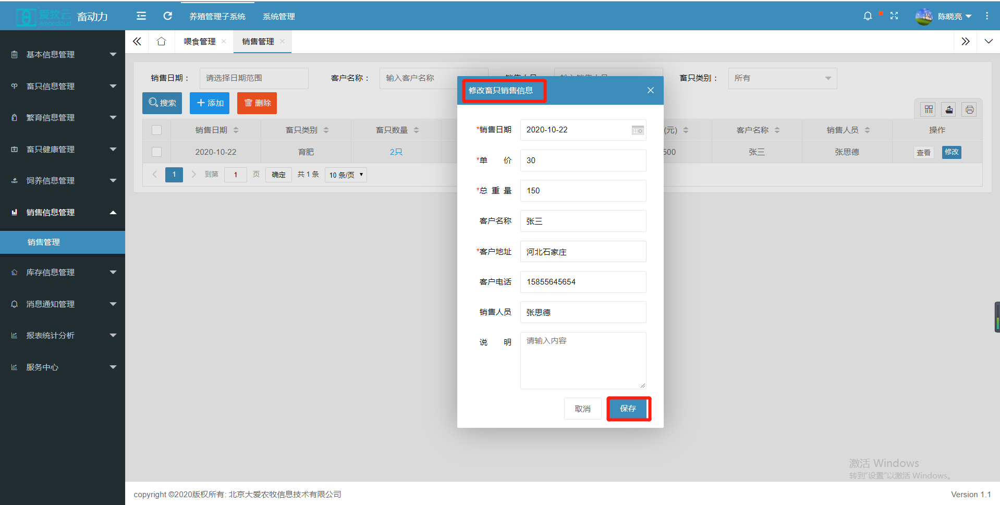 爱牧云 畜动力 养殖管理子系统 系统管理 陈晓亮
amorcloud
喂食管理 销售管理
基本信息管理
畜只信息管理
繁育信息管理
畜只健康管理
饲养信息管理
销售信息管理
销售管理
库存信息管理
消息通知管理
报表统计分析
服务中心
销售日期： 请选择日期范围 客户名称： 输入客户名称 畜只类别： 所有
搜索 添加 删除
销售日期 畜只类别 畜只数量 (元) 客户名称 销售人员 操作
2020-10-22 育肥 2只 500 张三 张思德 查看 修改
1 到第 1 页 确定 共 1 条 10 条/页
修改畜只销售信息
*销售日期 2020-10-22
*单 价 30
*总 重 量 150
客户名称 张三
*客户地址 河北石家庄
客户电话 15855645654
销售人员 张思德
说 明 请输入内容
取消 保存
激活 Windows
转到"设置"以激活 Windows。
copyright ©2020版权所有: 北京大爱农牧信息技术有限公司 Version 1.1